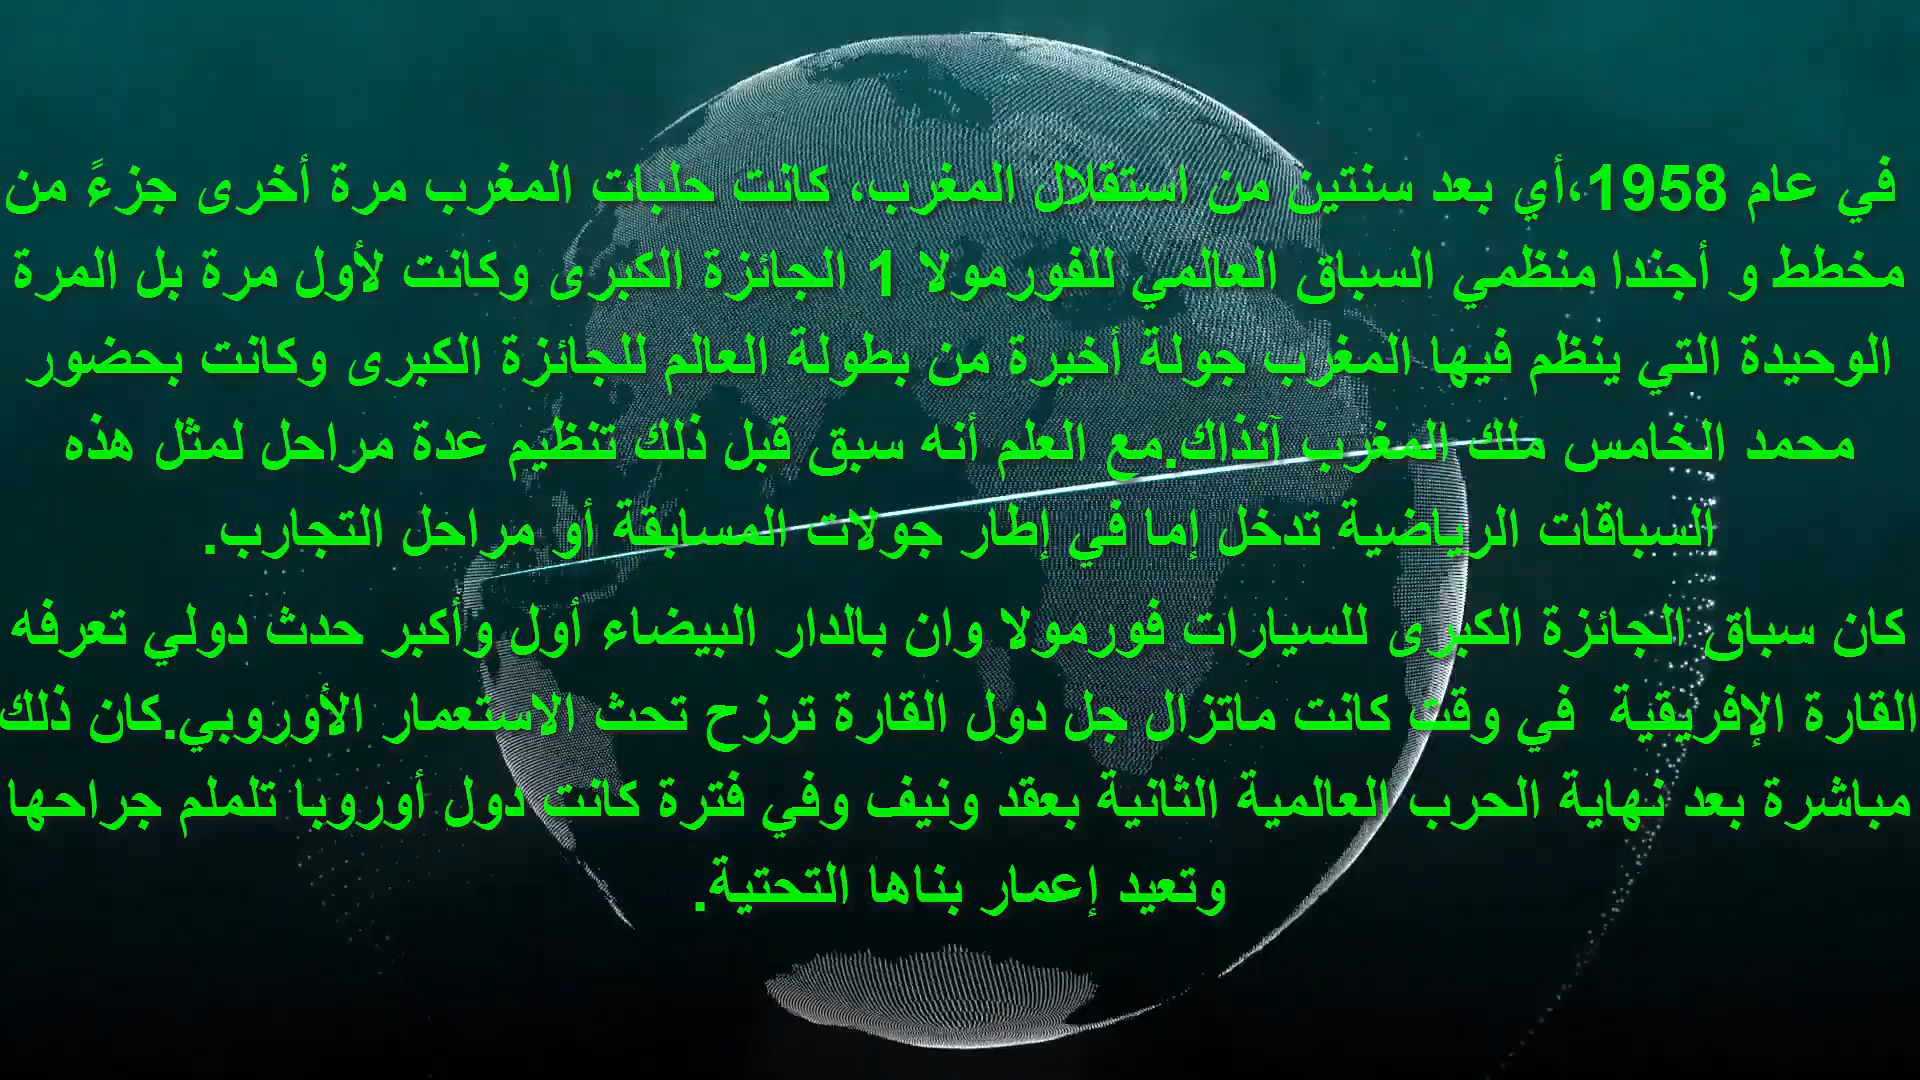 في عام 1958،أي بعد سنتين من استقلال المغرب، كانت حلبات المغرب مرة أخرى جزءً من
مخطط و أجندا منظمي السباق العالمي للفورمولا 1 الجائزة الكبرى وكانت لأول مرة بل المرة
الوحيدة التي ينظم فيها المغرب جولة أخيرة من بطولة العالم للجائزة الكبرى وكانت بحضور
محمد الخامس ملك المغرب آنذاك.مع العلم أنه سبق قبل ذلك تنظيم عدة مراحل لمثل هذه
السباقات الرياضية تدخل إما في إطار جولات المسابقة أو مراحل التجارب.
كان سباق الجائزة الكبرى للسيارات فورمولا وان بالدار البيضاء أول وأكبر حدث دولي تعرفه
القارة الإفريقية في وقت كانت ماتزال جل دول القارة ترزح تحث الاستعمار الأوروبي.كان ذلك
مباشرة بعد نهاية الحرب العالمية الثانية بعقد ونيف وفي فترة كانت دول أوروبا تلملم جراحها
وتعيد إعمار بناها التحتية.